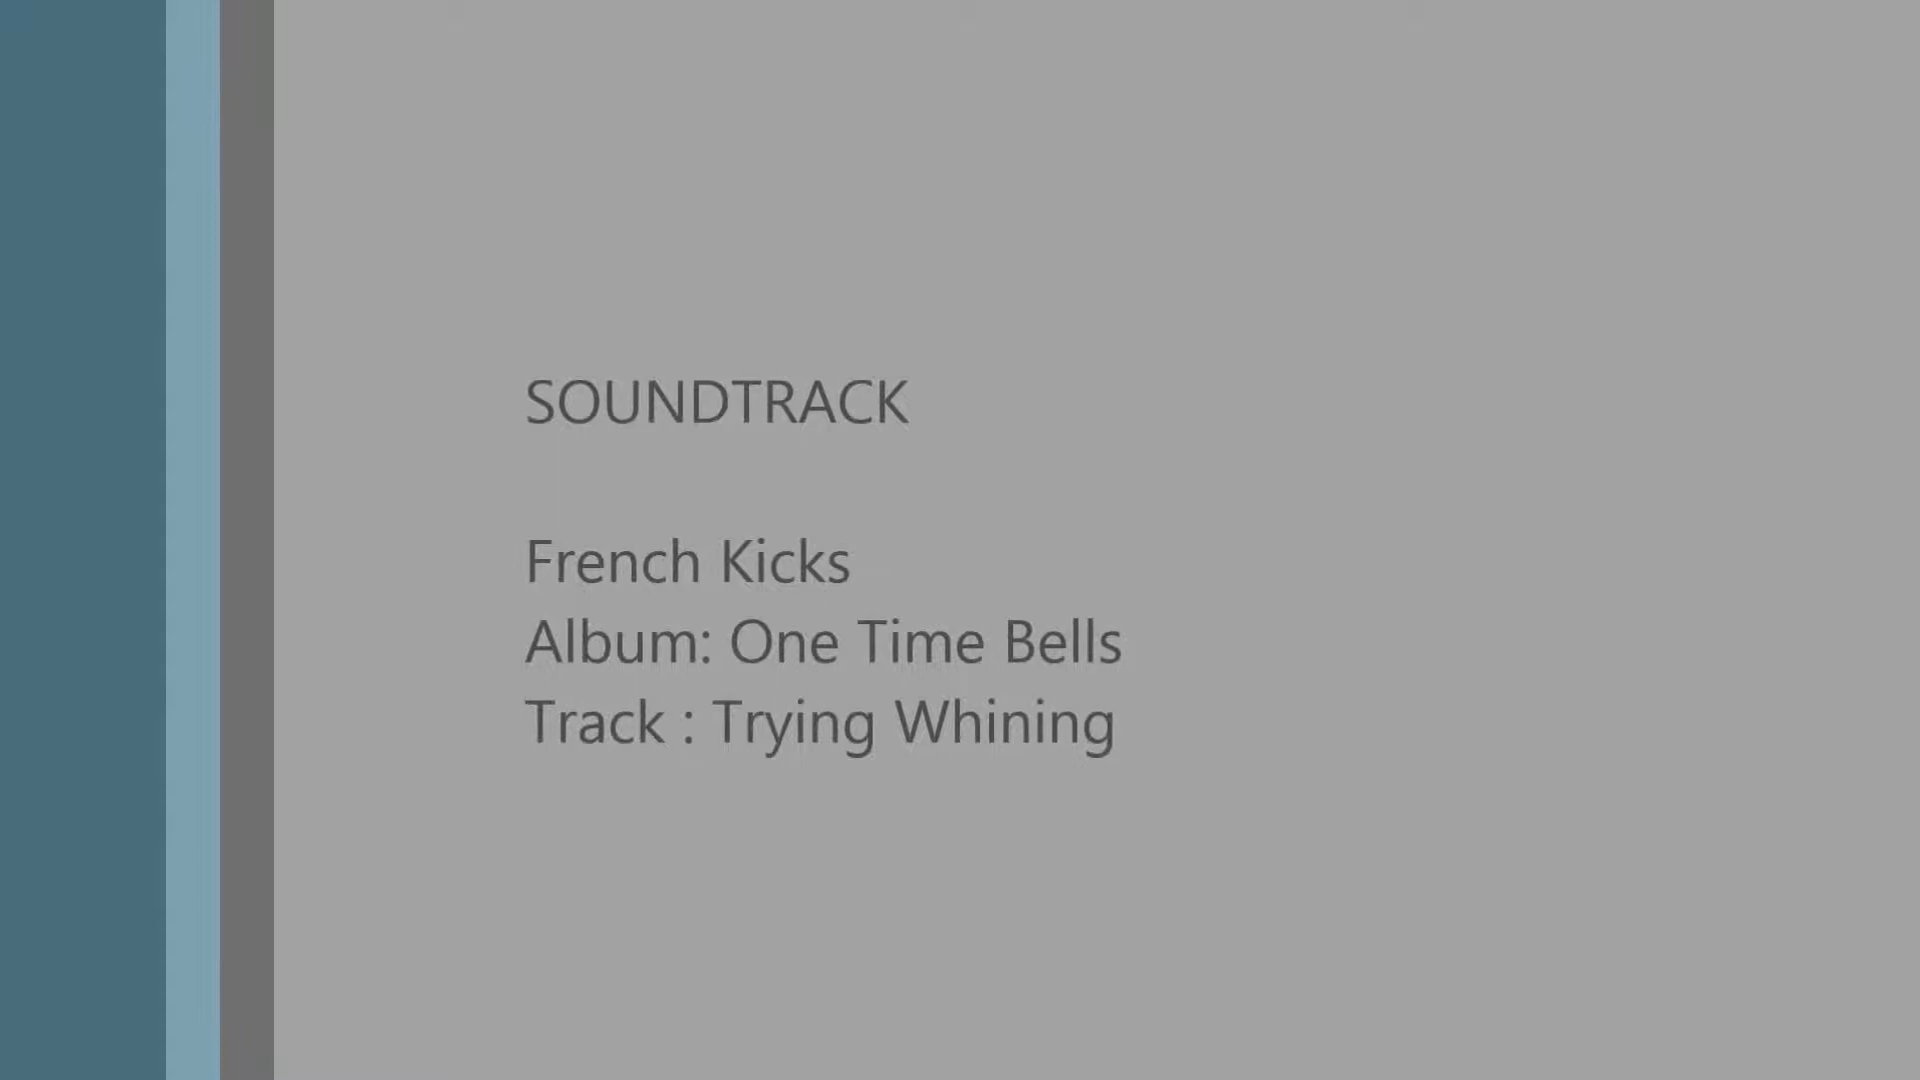 SOUNDTRACK
French Kicks
Album: One Time Bells
Track : Trying Whining